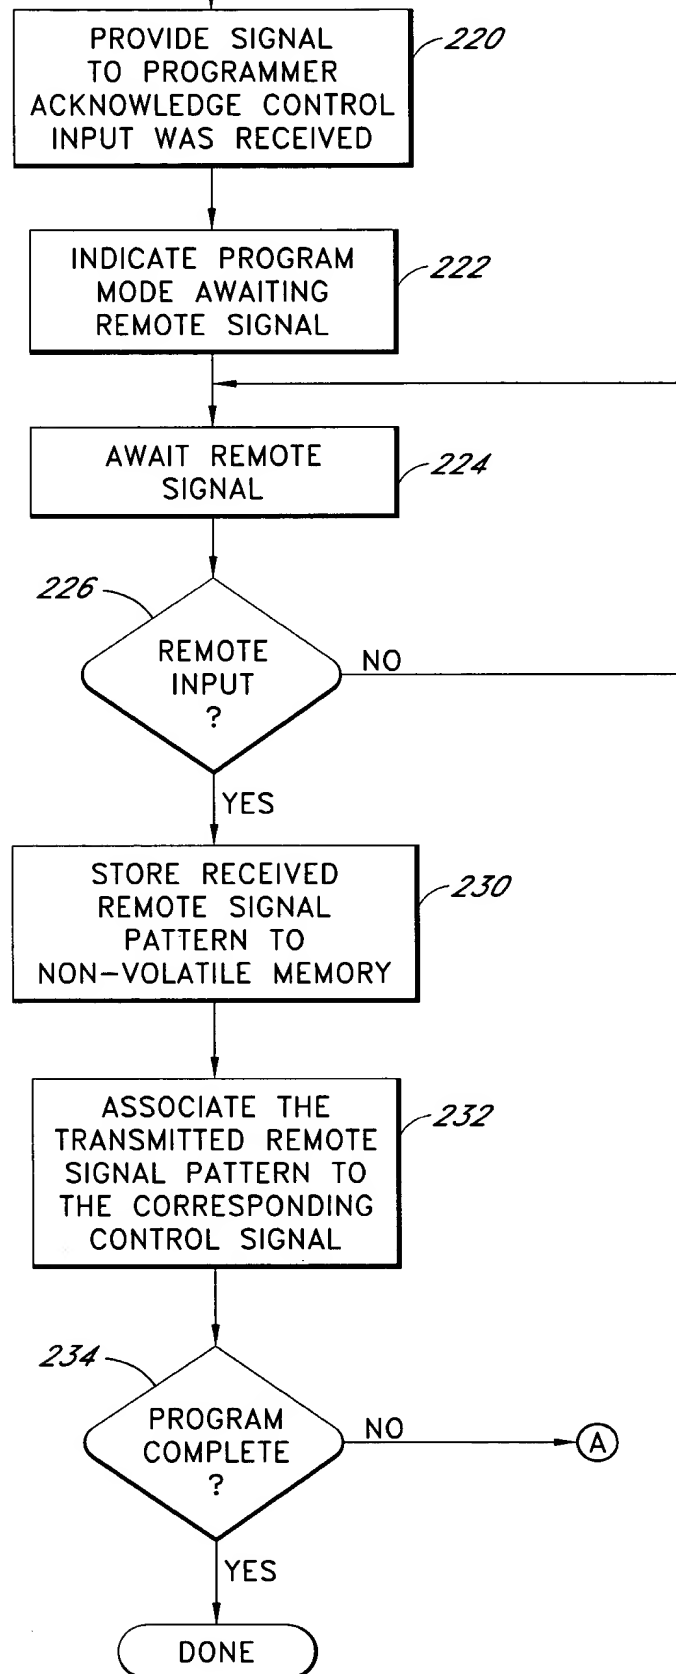 PROVIDE SIGNAL
TO PROGRAMMER
ACKNOWLEDGE CONTROL
INPUT WAS RECEIVED
220
INDICATE PROGRAM
MODE AWAITING
REMOTE SIGNAL
222
AWAIT REMOTE
SIGNAL
224
226
REMOTE
INPUT
?
NO
YES
STORE RECEIVED
REMOTE SIGNAL
PATTERN TO
NON-VOLATILE MEMORY
230
ASSOCIATE THE
TRANSMITTED REMOTE
SIGNAL PATTERN TO
THE CORRESPONDING
CONTROL SIGNAL
232
234
PROGRAM
COMPLETE
?
NO
A
YES
DONE